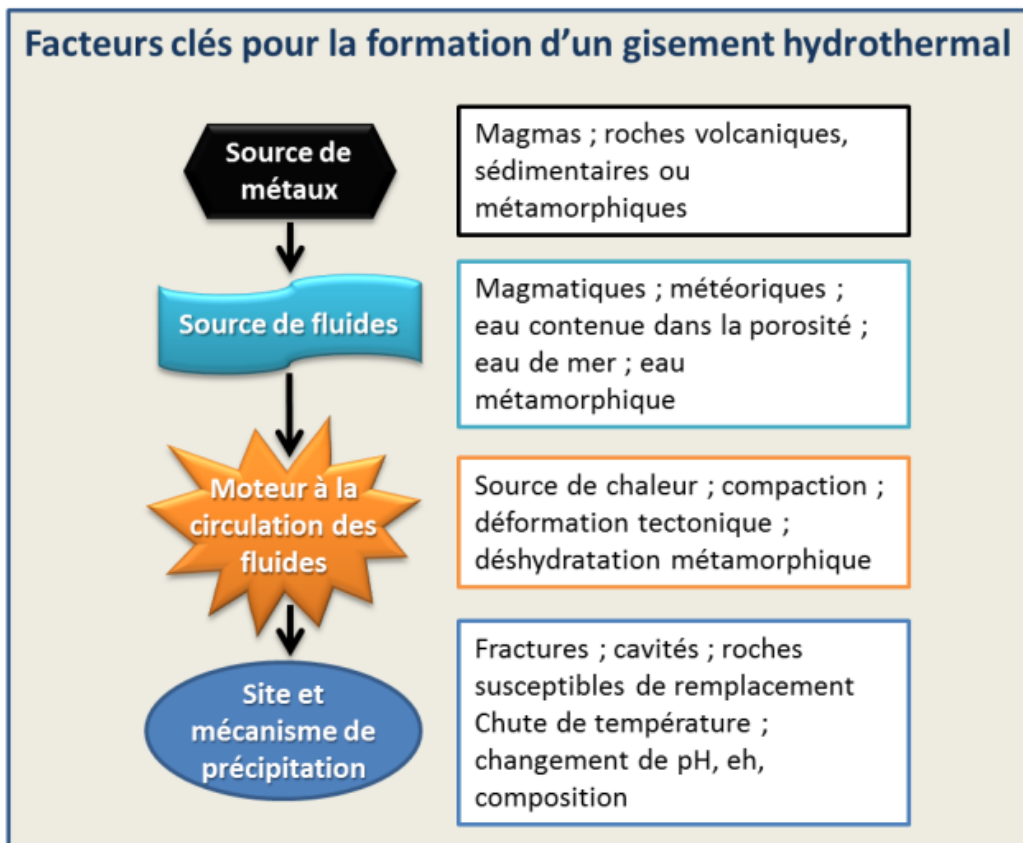 Facteurs clés pour la formation d'un gisement hydrothermal
Source de
métaux
Magmas ; roches volcaniques,
sédimentaires ou
métamorphiques
Source de fluides
Magmatiques ; météoriques ;
eau contenue dans la porosité ;
eau de mer ; eau
métamorphique
Moteur à la
circulation des
fluides
Source de chaleur ; compaction ;
déformation tectonique ;
déshydratation métamorphique
Site et
mécanisme de
précipitation
Fractures ; cavités ; roches
susceptibles de remplacement
Chute de température ;
changement de pH, eh,
composition